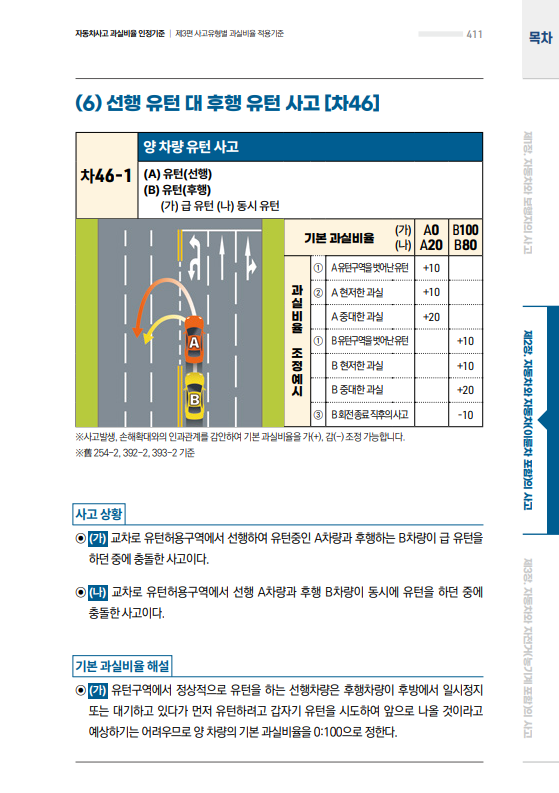 자동차사고 과실비율 인정기준 | 제3편 사고유형별 과실비율 적용기준
411
목차
(6) 선행 유턴 대 후행 유턴 사고 [차46]
차46-1
양 차량 유턴 사고
(A) 유턴(선행)
(B) 유턴(후행)
(가) 급 유턴 (나) 동시 유턴
A
B
기본 과실비율 (가) A0 B100
(나) A20 B80
과실비율 조정예시
① A 유턴구역을 벗어난 유턴 +10
② A 현저한 과실 +10
A 중대한 과실 +20
① B 유턴구역을 벗어난 유턴 +10
B 현저한 과실 +10
B 중대한 과실 +20
③ B 회전 종료 직후의 사고 -10
※사고발생, 손해확대와의 인과관계를 감안하여 기본 과실비율을 가(+), 감(-) 조정 가능합니다.
※舊 254-2, 392-2, 393-2 기준
사고 상황
◉ (가) 교차로 유턴허용구역에서 선행하여 유턴중인 A차량과 후행하는 B차량이 급 유턴을
하던 중에 충돌한 사고이다.
◉ (나) 교차로 유턴허용구역에서 선행 A차량과 후행 B차량이 동시에 유턴을 하던 중에
충돌한 사고이다.
기본 과실비율 해설
◉ (가) 유턴구역에서 정상적으로 유턴을 하는 선행차량은 후행차량이 후방에서 일시정지
또는 대기하고 있다가 먼저 유턴하려고 갑자기 유턴을 시도하여 앞으로 나올 것이라고
예상하기는 어려우므로 양 차량의 기본 과실비율을 0:100으로 정한다.
제1장. 자동차와 보행자의 사고
제2장. 자동차와 자동차(이륜차 포함)의 사고
제3장. 자동차와 자전거(농기계 포함)의 사고